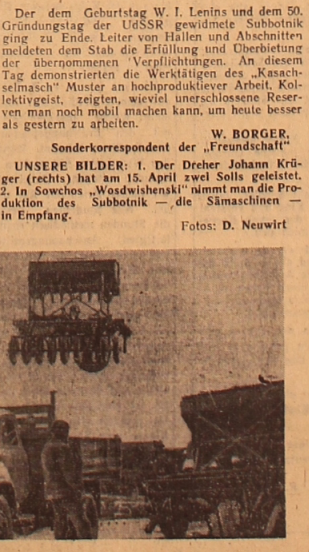 Der dem Geburtstag W. I. Lenins und dem 50.
Gründungstag der UdSSR gewidmete Subbotnik
ging zu Ende. Leiter von Hallen und Abschnitten
meldeten dem Stab die Erfüllung und Überbietung
der übernommenen Verpflichtungen. An diesem
Tag demonstrierten die Werktätigen des „Kasach-
selmasch" Muster an hochproduktiver Arbeit, Kol-
lektivgeist, zeigten, wieviel unerschlossene Reser-
ven man noch mobil machen kann, um heute besser
als gestern zu arbeiten.
W. BORGER,
Sonderkorrespondent der „Freundschaft"
UNSERE BILDER: 1. Der Dreher Johann Krü-
ger (rechts) hat am 15. April zwei Solls geleistet.
2. In Sowchos „Wosdwishenski" nimmt man die Pro-
duktion des Subbotnik — die Sämaschinen —
in Empfang.
Fotos: D. Neuwirt